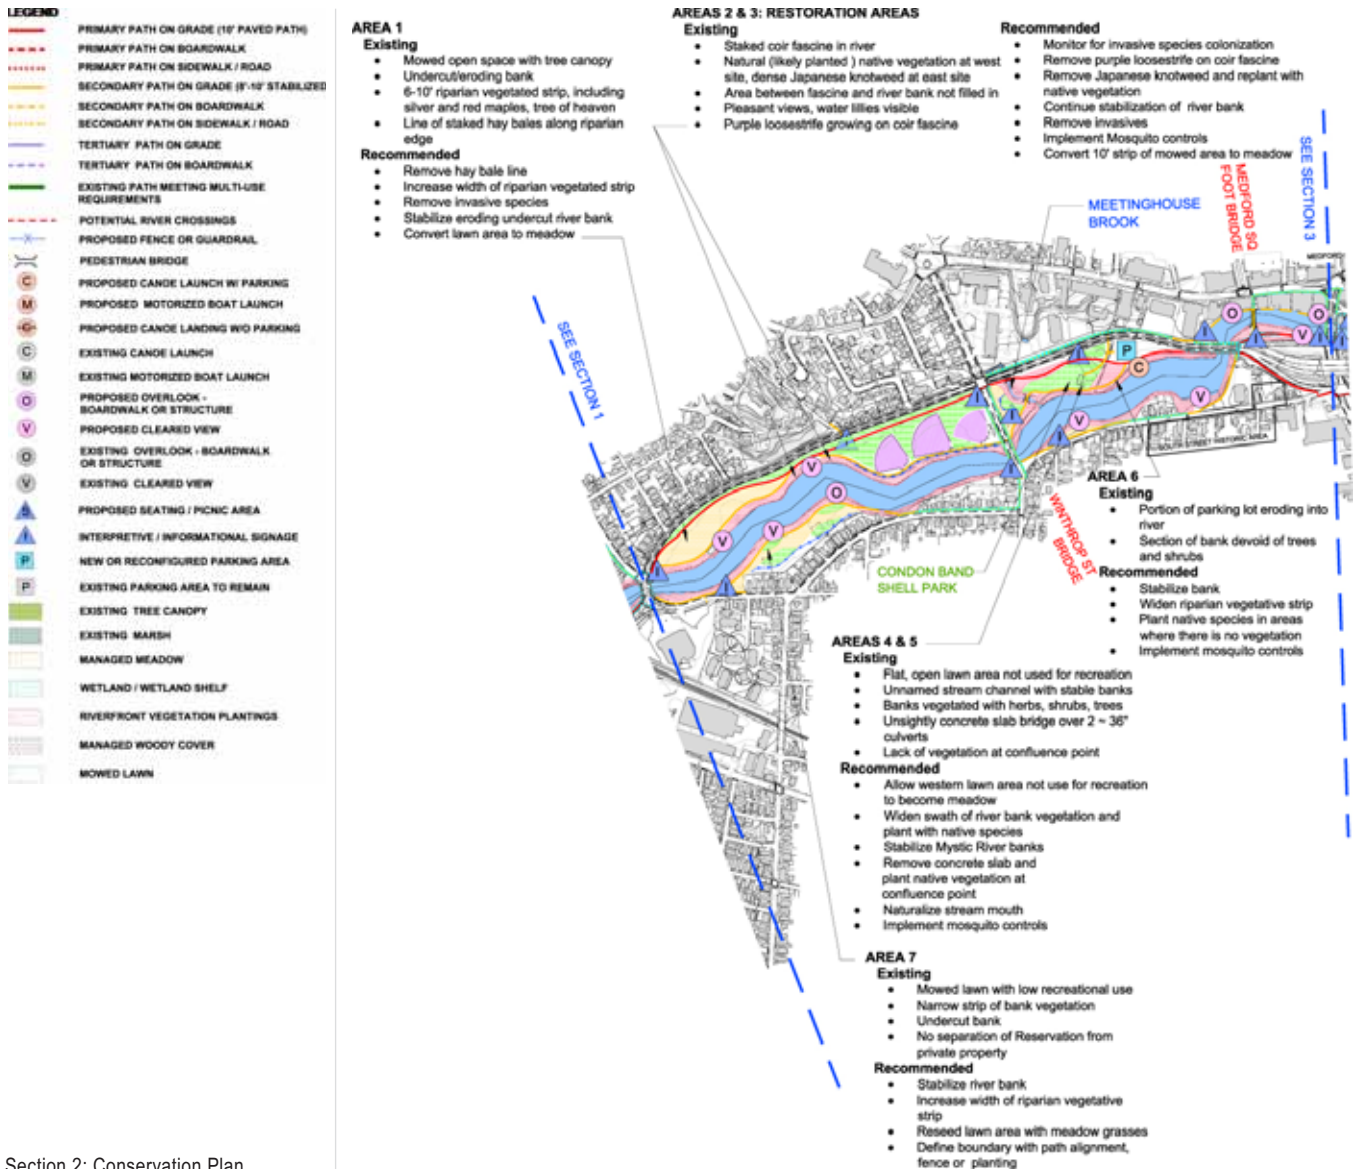 LEGEND
PRIMARY PATH ON GRADE (10' PAVED PATH)
PRIMARY PATH ON BOARDWALK
PRIMARY PATH ON SIDEWALK / ROAD
SECONDARY PATH ON GRADE (8'-10' STABILIZED
SECONDARY PATH ON BOARDWALK
SECONDARY PATH ON SIDEWALK / ROAD
TERTIARY PATH ON GRADE
TERTIARY PATH ON BOARDWALK
EXISTING PATH MEETING MULTI-USE
REQUIREMENTS
POTENTIAL RIVER CROSSINGS
PROPOSED FENCE OR GUARDRAIL
PEDESTRIAN BRIDGE
C PROPOSED CANOE LAUNCH W/ PARKING
M PROPOSED MOTORIZED BOAT LAUNCH
C PROPOSED CANOE LANDING W/O PARKING
C EXISTING CANOE LAUNCH
M EXISTING MOTORIZED BOAT LAUNCH
O PROPOSED OVERLOOK -
BOARDWALK OR STRUCTURE
V PROPOSED CLEARED VIEW
O EXISTING OVERLOOK - BOARDWALK
OR STRUCTURE
V EXISTING CLEARED VIEW
S PROPOSED SEATING / PICNIC AREA
I INTERPRETIVE / INFORMATIONAL SIGNAGE
P NEW OR RECONFIGURED PARKING AREA
P EXISTING PARKING AREA TO REMAIN
EXISTING TREE CANOPY
EXISTING MARSH
MANAGED MEADOW
WETLAND / WETLAND SHELF
RIVERFRONT VEGETATION PLANTINGS
MANAGED WOODY COVER
MOWED LAWN
AREA 1
Existing
• Mowed open space with tree canopy
• Undercut/eroding bank
• 6-10' riparian vegetated strip, including
silver and red maples, tree of heaven
• Line of staked hay bales along riparian
edge
Recommended
• Remove hay bale line
• Increase width of riparian vegetated strip
• Remove invasive species
• Stabilize eroding undercut river bank
• Convert lawn area to meadow
AREAS 2 & 3: RESTORATION AREAS
Existing
• Staked coir fascine in river
• Natural (likely planted ) native vegetation at west
site, dense Japanese knotweed at east site
• Area between fascine and river bank not filled in
• Pleasant views, water lillies visible
• Purple loosestrife growing on coir fascine
Recommended
• Monitor for invasive species colonization
• Remove purple loosestrife on coir fascine
• Remove Japanese knotweed and replant with
native vegetation
• Continue stabilization of river bank
• Remove invasives
• Implement Mosquito controls
• Convert 10' strip of mowed area to meadow
MEETINGHOUSE
BROOK
MEDFORD SQ
FOOT BRIDGE
SEE SECTION 3
MEDFORD
SEE SECTION 1
SOUTH STREET HISTORIC AREA
WINTHROP ST
BRIDGE
CONDON BAND
SHELL PARK
AREA 6
Existing
• Portion of parking lot eroding into
river
• Section of bank devoid of trees
and shrubs
Recommended
• Stabilize bank
• Widen riparian vegetative strip
• Plant native species in areas
where there is no vegetation
• Implement mosquito controls
AREAS 4 & 5
Existing
• Flat, open lawn area not used for recreation
• Unnamed stream channel with stable banks
• Banks vegetated with herbs, shrubs, trees
• Unsightly concrete slab bridge over 2 ~ 36"
culverts
• Lack of vegetation at confluence point
Recommended
• Allow western lawn area not use for recreation
to become meadow
• Widen swath of river bank vegetation and
plant with native species
• Stabilize Mystic River banks
• Remove concrete slab and
plant native vegetation at
confluence point
• Naturalize stream mouth
• Implement mosquito controls
AREA 7
Existing
• Mowed lawn with low recreational use
• Narrow strip of bank vegetation
• Undercut bank
• No separation of Reservation from
private property
Recommended
• Stabilize river bank
• Increase width of riparian vegetative
strip
• Reseed lawn area with meadow grasses
• Define boundary with path alignment,
fence or planting
Section 2: Conservation Plan